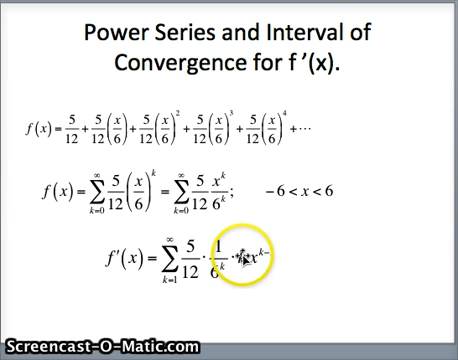 Power Series and Interval of
Convergence for f '(x).
f(x) = 5/12 + 5/12 (x/6) + 5/12 (x/6)^2 + 5/12 (x/6)^3 + 5/12 (x/6)^4 + ⋯
f(x) = ∑_{k=0}^{∞} 5/12 (x/6)^k = ∑_{k=0}^{∞} 5/12 x^k/6^k ; −6 < x < 6
f'(x) = ∑_{k=1}^{∞} 5/12 · 1/6^k · x^{k−
Screencast-O-Matic.com